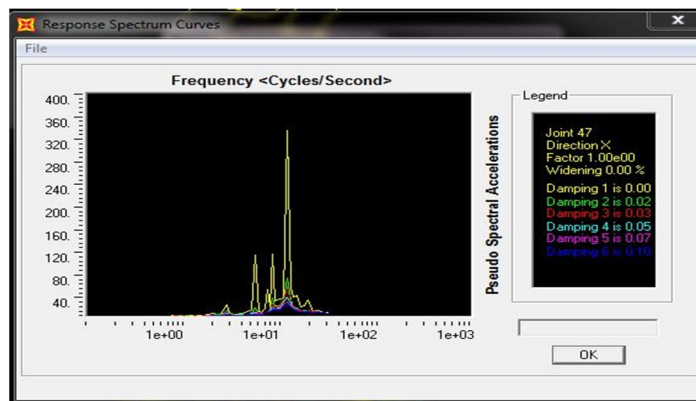 Response Spectrum Curves
x
File
Frequency <Cycles/Second>
400.
360.
320.
280.
240.
200.
160.
120.
80.
40.
1e+00
1e+01
1e+02
1e+03
Pseudo Spectral Accelerations
Legend
Joint 47
Direction X
Factor 1.00e00
Widening 0.00 %
Damping 1 is 0.00
Damping 2 is 0.02
Damping 3 is 0.03
Damping 4 is 0.05
Damping 5 is 0.07
Damping 6 is 0.10
OK